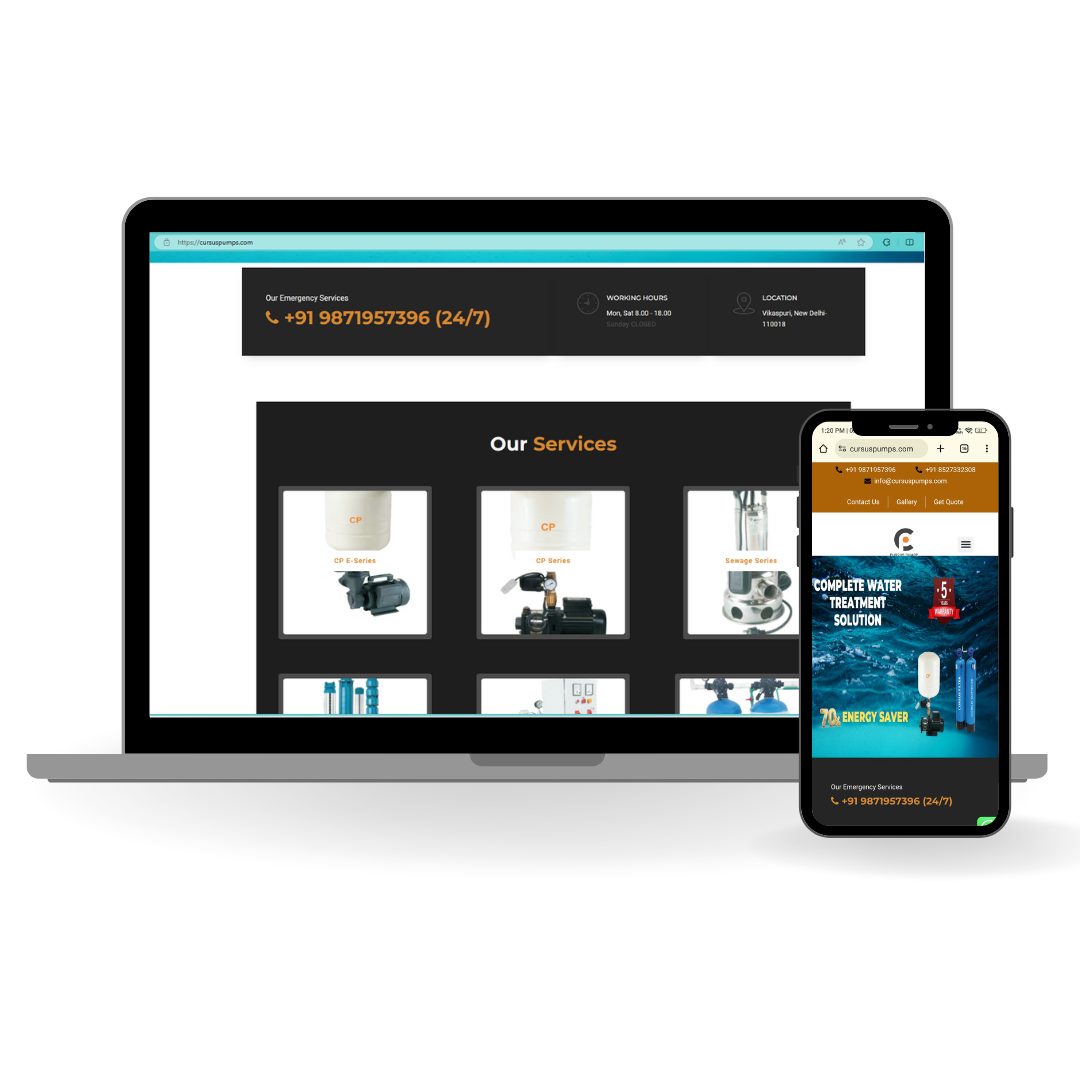 https://cursuspumps.com
Our Emergency Services
+91 9871957396 (24/7)
WORKING HOURS
Mon, Sat 8.00 - 18.00
Sunday CLOSED
LOCATION
Vikaspuri, New Delhi-
110018
Our Services
CP
CP E-Series
CP
CP Series
Sewage Series
1:20 PM
cursuspumps.com
+91 9871957396 +91 8527332308
info@cursuspumps.com
Contact Us Gallery Get Quote
COMPLETE WATER
TREATMENT
SOLUTION
5
YEARS
WARRANTY
CP
70% ENERGY SAVER
Our Emergency Services
+91 9871957396 (24/7)